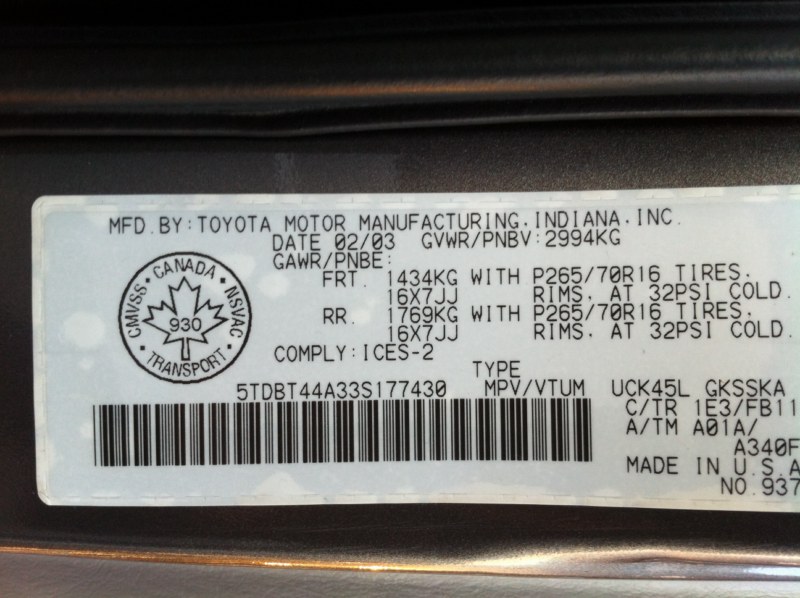 MFD.BY:TOYOTA MOTOR MANUFACTURING,INDIANA,INC.
DATE 02/03 GVWR/PNBV:2994KG
GAWR/PNBE:
FRT. 1434KG WITH P265/70R16 TIRES.
16X7JJ RIMS. AT 32PSI COLD.
RR. 1769KG WITH P265/70R16 TIRES.
16X7JJ RIMS. AT 32PSI COLD.
COMPLY:ICES-2
CMVSS • CANADA • NSVAC • TRANSPORT •
930
TYPE
5TDBT44A33S177430 MPV/VTUM UCK45L GKSSKA
C/TR 1E3/FB11
A/TM A01A/
A340F
MADE IN U.S.A
NO.937